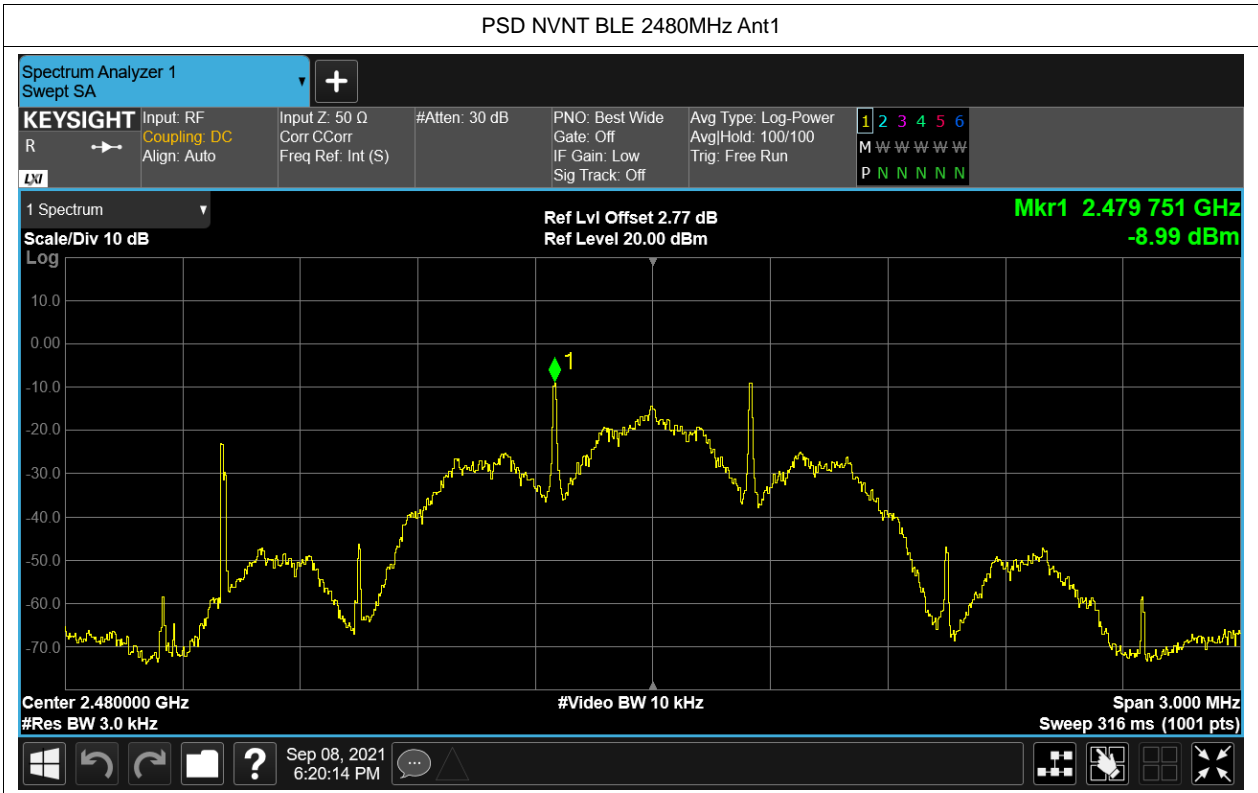 PSD NVNT BLE 2480MHz Ant1
Spectrum Analyzer 1
Swept SA
KEYSIGHT
R
LXI
Input: RF
Coupling: DC
Align: Auto
Input Z: 50 Ω
Corr CCorr
Freq Ref: Int (S)
#Atten: 30 dB
PNO: Best Wide
Gate: Off
IF Gain: Low
Sig Track: Off
Avg Type: Log-Power
Avg|Hold: 100/100
Trig: Free Run
1 2 3 4 5 6
M W W W W W
P N N N N N
1 Spectrum
Scale/Div 10 dB
Log
Ref Lvl Offset 2.77 dB
Ref Level 20.00 dBm
Mkr1 2.479 751 GHz
-8.99 dBm
1
10.0
0.00
-10.0
-20.0
-30.0
-40.0
-50.0
-60.0
-70.0
Center 2.480000 GHz
#Res BW 3.0 kHz
#Video BW 10 kHz
Span 3.000 MHz
Sweep 316 ms (1001 pts)
?
Sep 08, 2021
6:20:14 PM